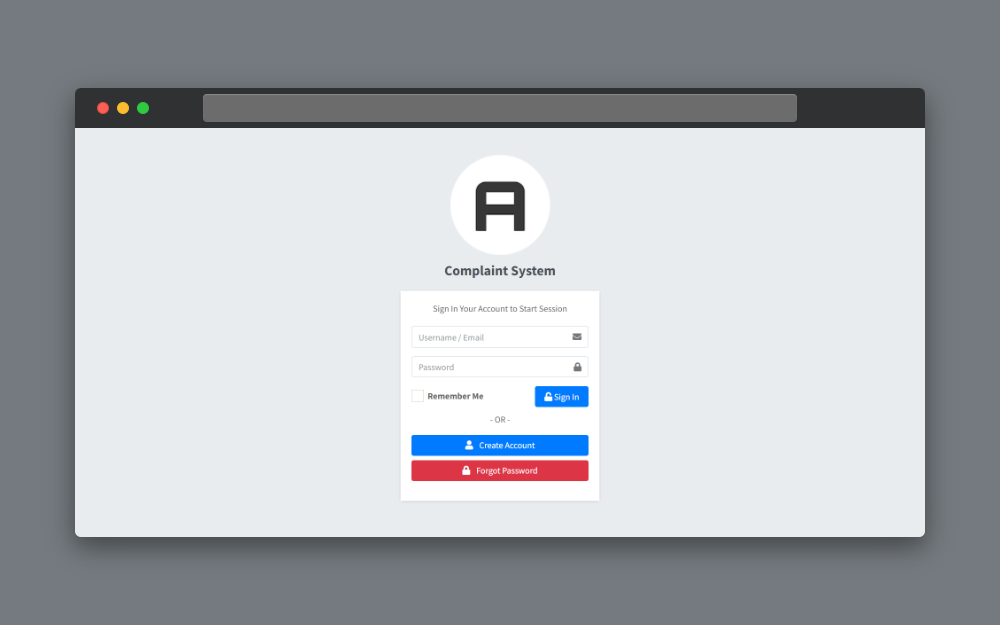 A
Complaint System
Sign In Your Account to Start Session
Username / Email
Password
Remember Me
Sign In
- OR -
Create Account
Forgot Password